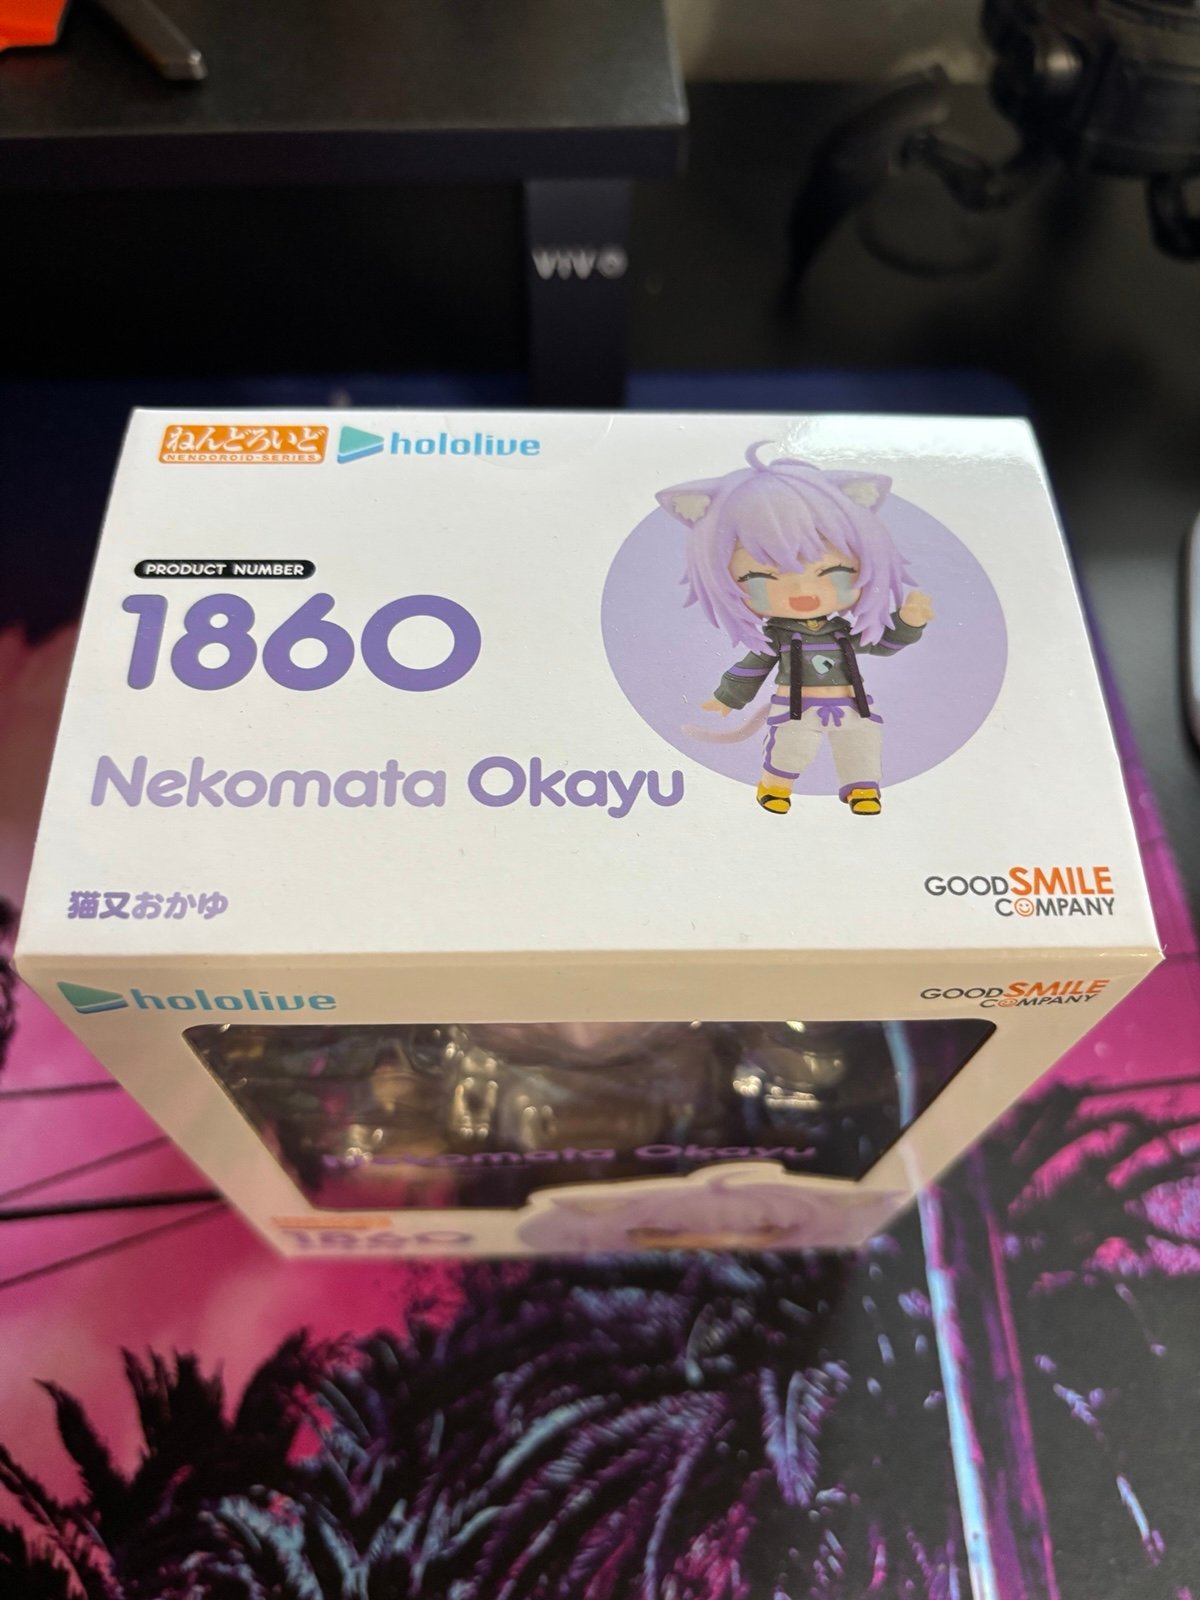 VIVO
ねんどろいど
NENDOROID-SERIES
hololive
PRODUCT NUMBER
1860
Nekomata Okayu
猫又おかゆ
GOODSMILE
COMPANY
hololive
GOODSMILE
COMPANY
Nekomata Okayu
1860